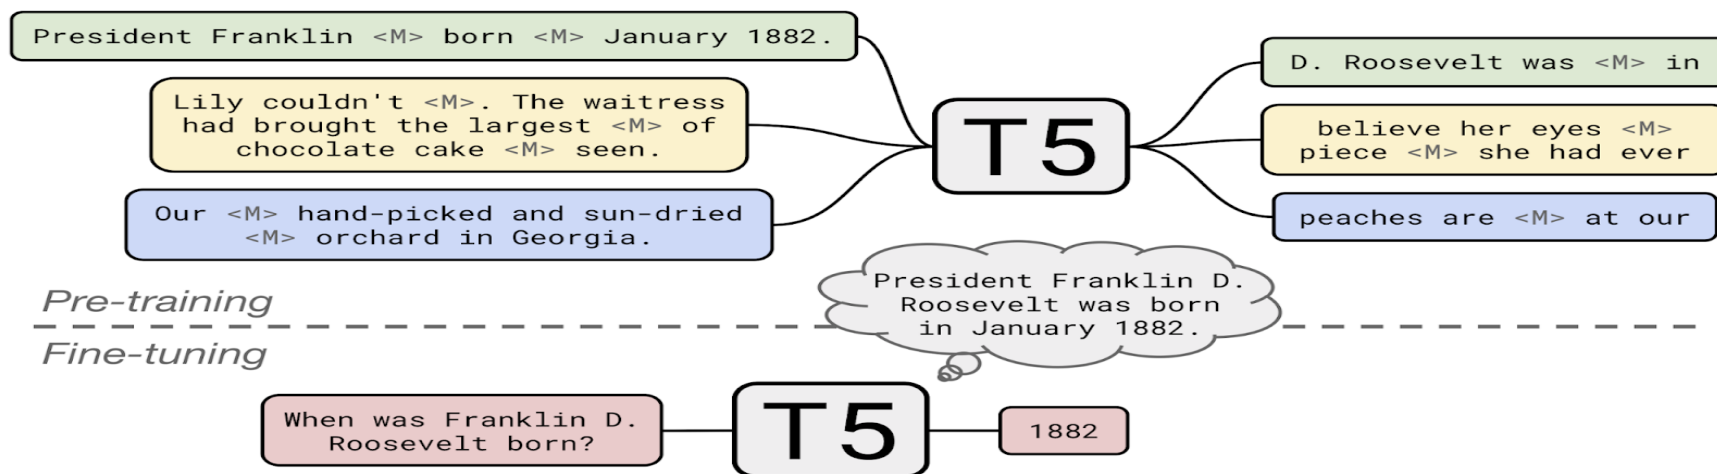 President Franklin <M> born <M> January 1882.
Lily couldn't <M>. The waitress
had brought the largest <M> of
chocolate cake <M> seen.
Our <M> hand-picked and sun-dried
<M> orchard in Georgia.
T5
D. Roosevelt was <M> in
believe her eyes <M>
piece <M> she had ever
peaches are <M> at our
Pre-training
President Franklin D.
Roosevelt was born
in January 1882.
Fine-tuning
When was Franklin D.
Roosevelt born?
T5
1882